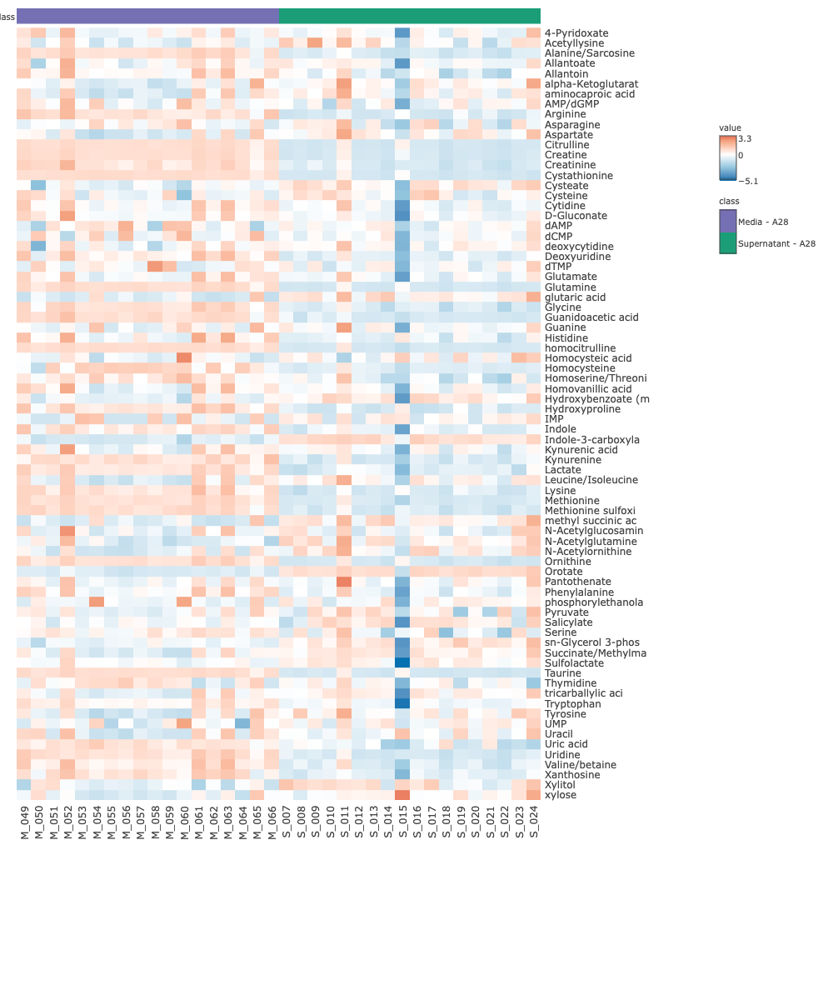 lass
4-Pyridoxate
Acetyllysine
Alanine/Sarcosine
Allantoate
Allantoin
alpha-Ketoglutarat
aminocaproic acid
AMP/dGMP
Arginine
Asparagine
Aspartate
Citrulline
Creatine
Creatinine
Cystathionine
Cysteate
Cysteine
Cytidine
D-Gluconate
dAMP
dCMP
deoxycytidine
Deoxyuridine
dTMP
Glutamate
Glutamine
glutaric acid
Glycine
Guanidoacetic acid
Guanine
Histidine
homocitrulline
Homocysteic acid
Homocysteine
Homoserine/Threoni
Homovanillic acid
Hydroxybenzoate (m
Hydroxyproline
IMP
Indole
Indole-3-carboxyla
Kynurenic acid
Kynurenine
Lactate
Leucine/Isoleucine
Lysine
Methionine
Methionine sulfoxi
methyl succinic ac
N-Acetylglucosamin
N-Acetylglutamine
N-Acetylornithine
Ornithine
Orotate
Pantothenate
Phenylalanine
phosphorylethanola
Pyruvate
Salicylate
Serine
sn-Glycerol 3-phos
Succinate/Methylma
Sulfolactate
Taurine
Thymidine
tricarballylic aci
Tryptophan
Tyrosine
UMP
Uracil
Uric acid
Uridine
Valine/betaine
Xanthosine
Xylitol
xylose
M_049
M_050
M_051
M_052
M_053
M_054
M_055
M_056
M_057
M_058
M_059
M_060
M_061
M_062
M_063
M_064
M_065
M_066
S_007
S_008
S_009
S_010
S_011
S_012
S_013
S_014
S_015
S_016
S_017
S_018
S_019
S_020
S_021
S_022
S_023
S_024
value
3.3
0
−5.1
class
Media - A28
Supernatant - A28